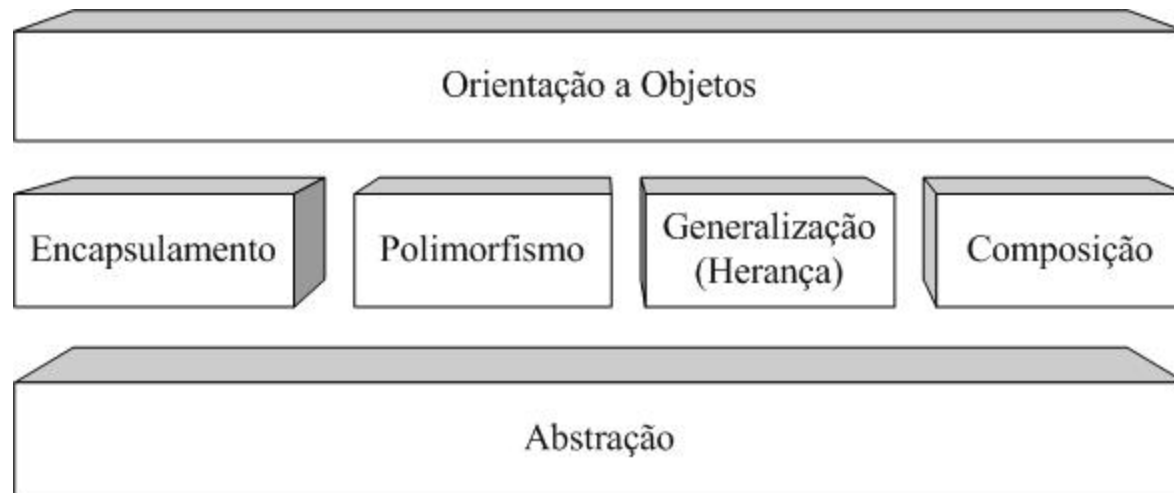 Orientação a Objetos
Encapsulamento
Polimorfismo
Generalização
(Herança)
Composição
Abstração